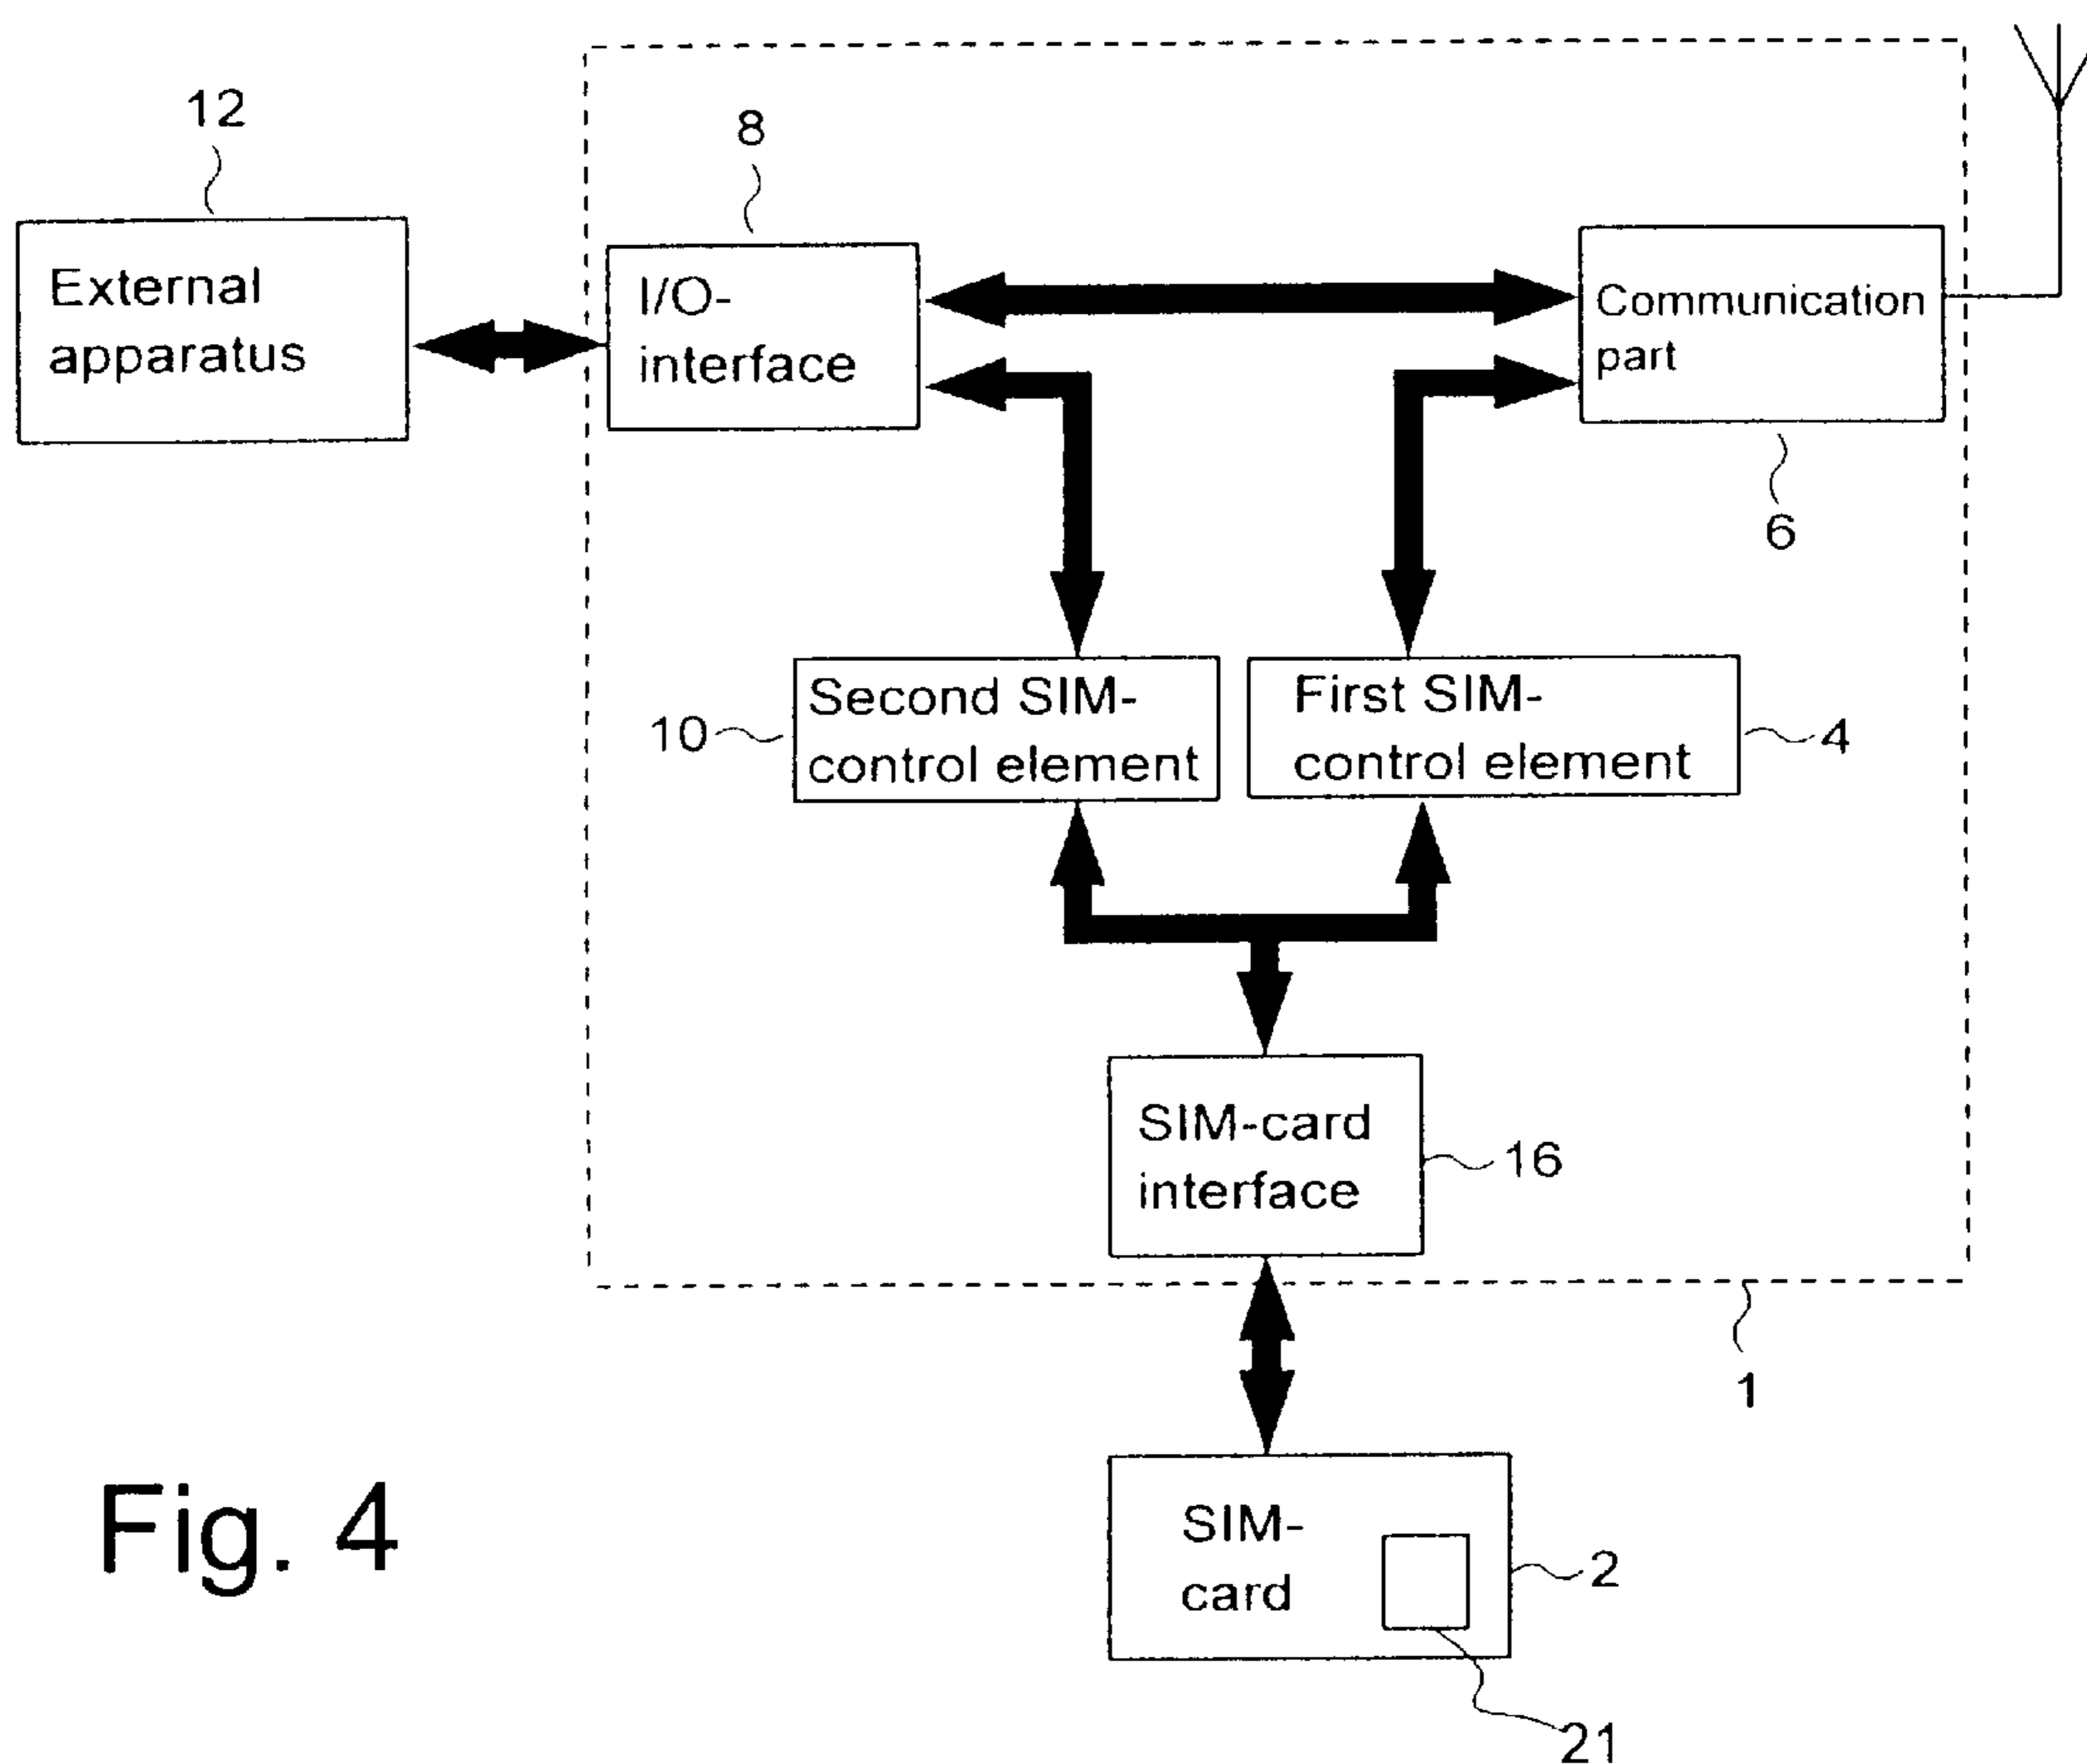 12
8
External
apparatus
I/O-
interface
Communication
part
6
10
Second SIM-
control element
First SIM-
control element
4
SIM-card
interface
16
1
Fig. 4
SIM-
card
2
21